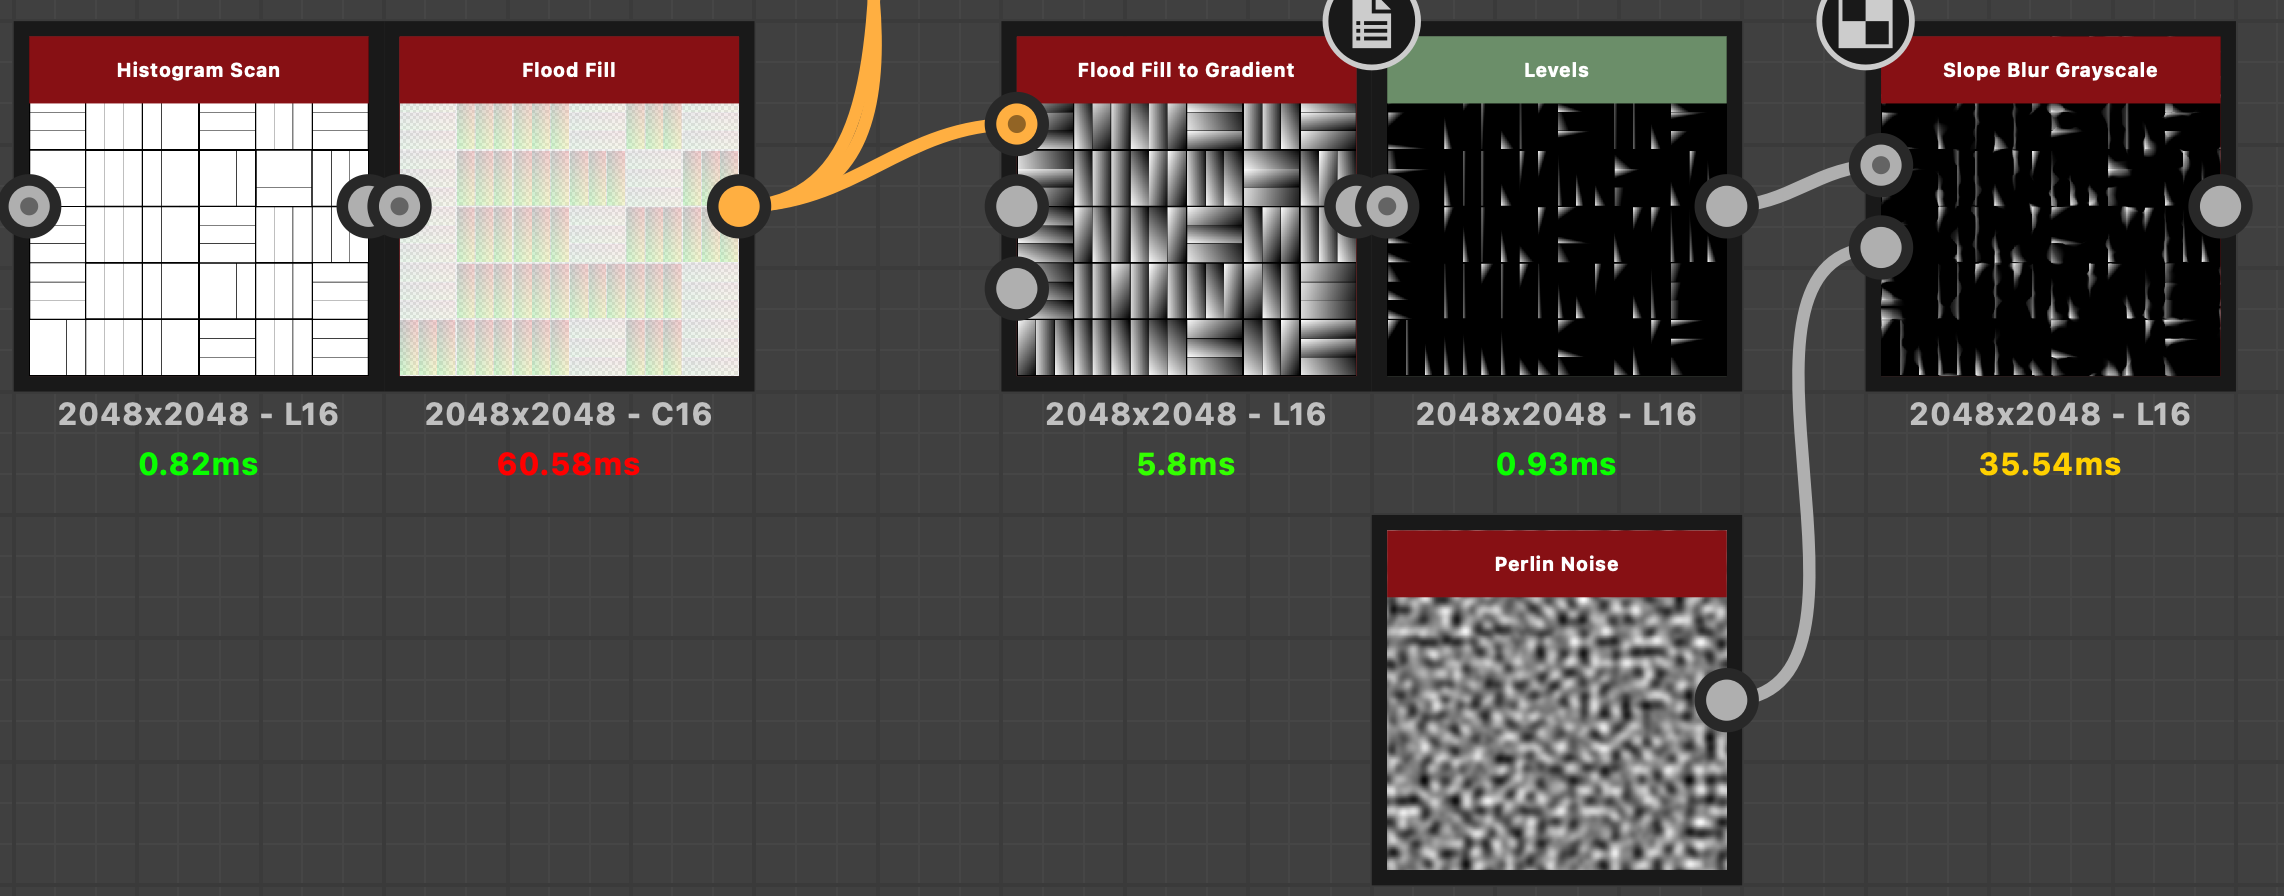 Histogram Scan
Flood Fill
Flood Fill to Gradient
Levels
Slope Blur Grayscale
2048x2048 - L16
2048x2048 - C16
2048x2048 - L16
2048x2048 - L16
2048x2048 - L16
0.82ms
60.58ms
5.8ms
0.93ms
35.54ms
Perlin Noise